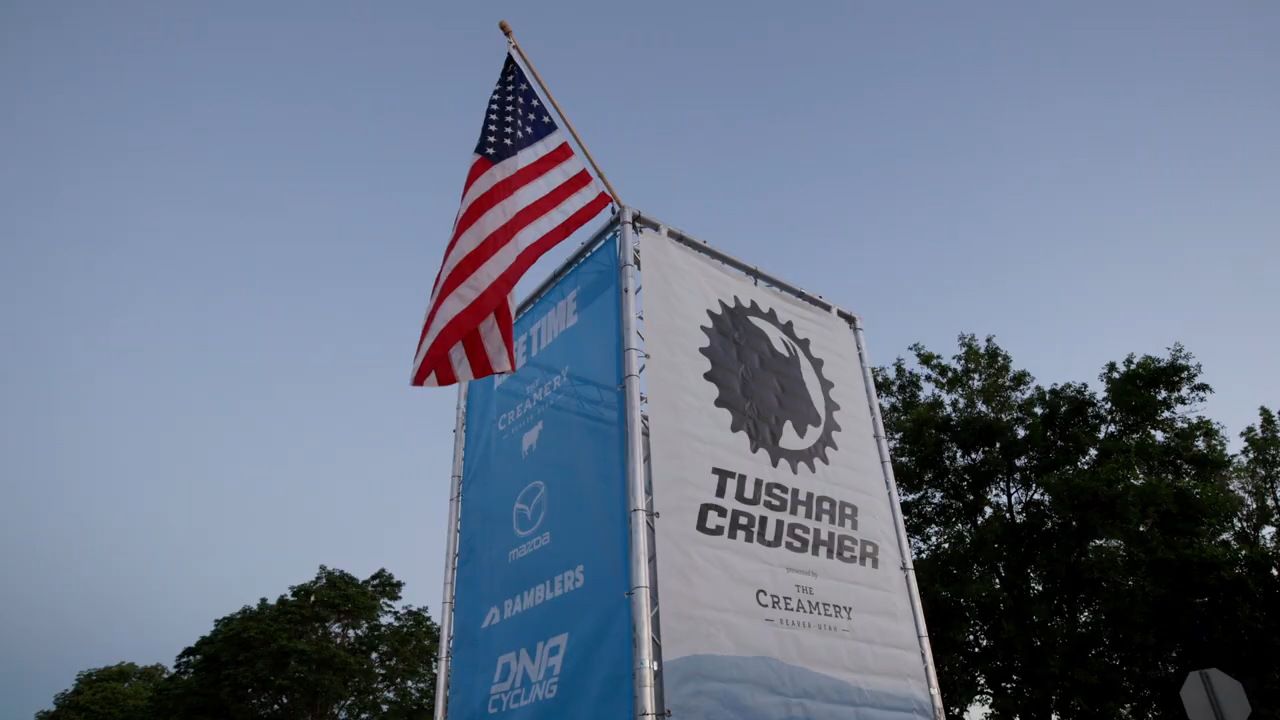 TIME
THE
CREAMERY
mazda
RAMBLERS
DNA
CYCLING
TUSHAR
CRUSHER
presented by
THE
CREAMERY
BEAVER · UTAH